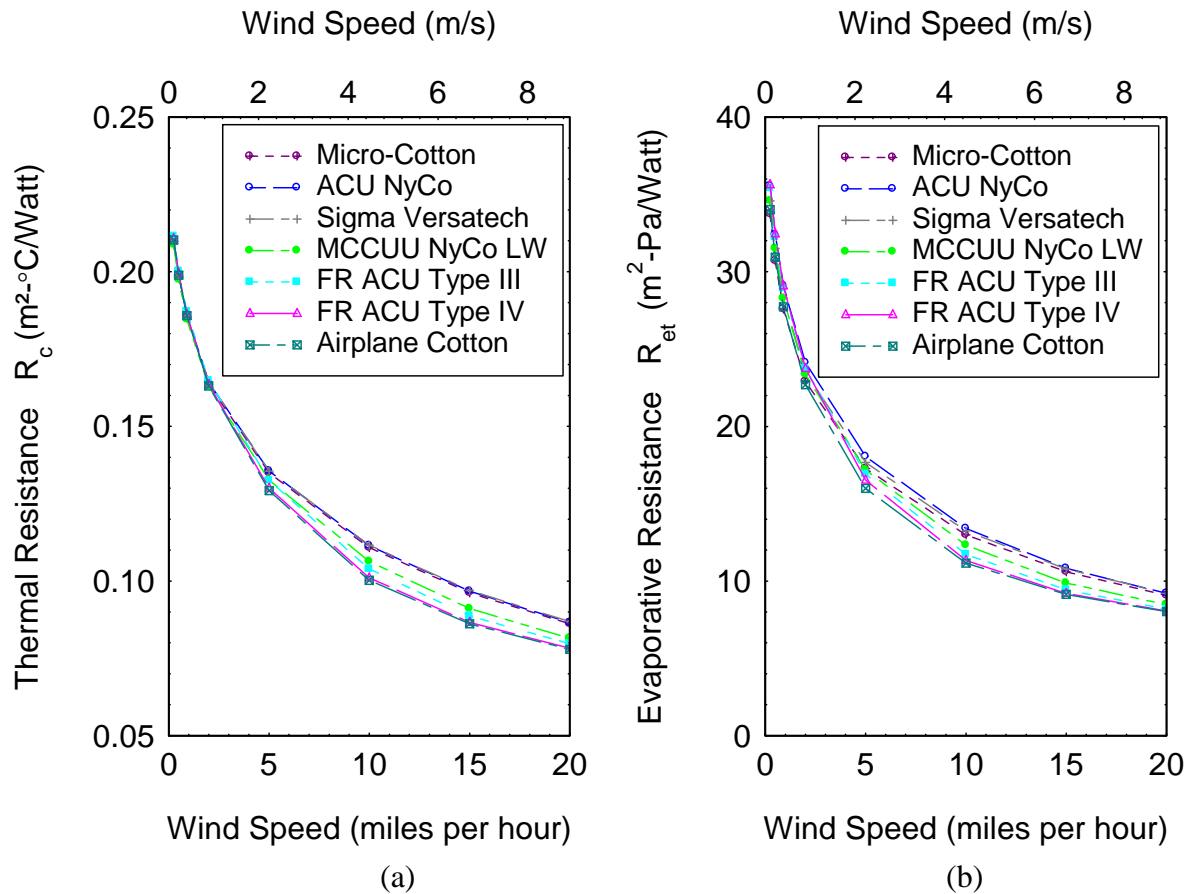 Wind Speed (m/s)
0 2 4 6 8
0.25
0.20
0.15
0.10
0.05
Thermal Resistance R_c (m²-°C/Watt)
Micro-Cotton
ACU NyCo
Sigma Versatech
MCCUU NyCo LW
FR ACU Type III
FR ACU Type IV
Airplane Cotton
0 5 10 15 20
Wind Speed (miles per hour)
(a)
Wind Speed (m/s)
0 2 4 6 8
40
30
20
10
0
Evaporative Resistance R_et (m²-Pa/Watt)
Micro-Cotton
ACU NyCo
Sigma Versatech
MCCUU NyCo LW
FR ACU Type III
FR ACU Type IV
Airplane Cotton
0 5 10 15 20
Wind Speed (miles per hour)
(b)